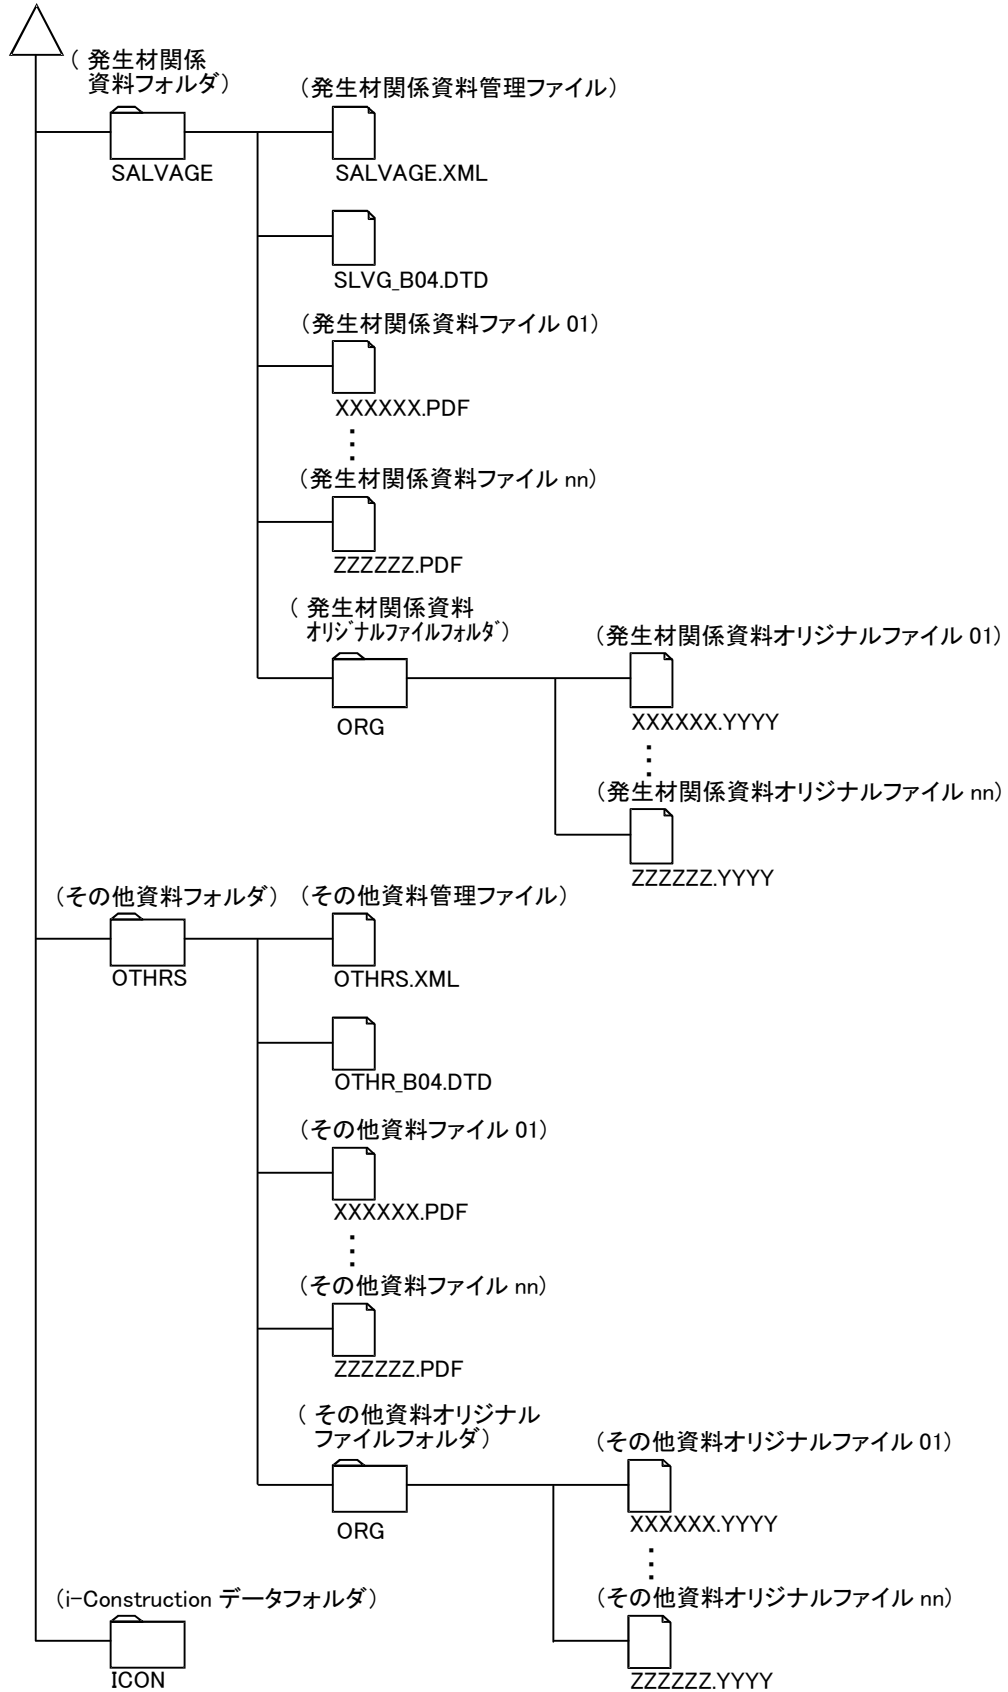 （ 発生材関係
資料フォルダ）
（発生材関係資料管理ファイル）
SALVAGE
SALVAGE.XML
SLVG_B04.DTD
（発生材関係資料ファイル 01）
XXXXXX.PDF
（発生材関係資料ファイル nn）
ZZZZZZ.PDF
（ 発生材関係資料
ｵﾘｼﾞﾅﾙﾌｧｲﾙﾌｫﾙﾀﾞ）
（発生材関係資料オリジナルファイル 01）
ORG
XXXXXX.YYYY
（発生材関係資料オリジナルファイル nn）
ZZZZZZ.YYYY
（その他資料フォルダ）
（その他資料管理ファイル）
OTHRS
OTHRS.XML
OTHR_B04.DTD
（その他資料ファイル 01）
XXXXXX.PDF
（その他資料ファイル nn）
ZZZZZZ.PDF
（ その他資料オリジナル
ファイルフォルダ）
（その他資料オリジナルファイル 01）
ORG
XXXXXX.YYYY
（i-Construction データフォルダ）
（その他資料オリジナルファイル nn）
ICON
ZZZZZZ.YYYY